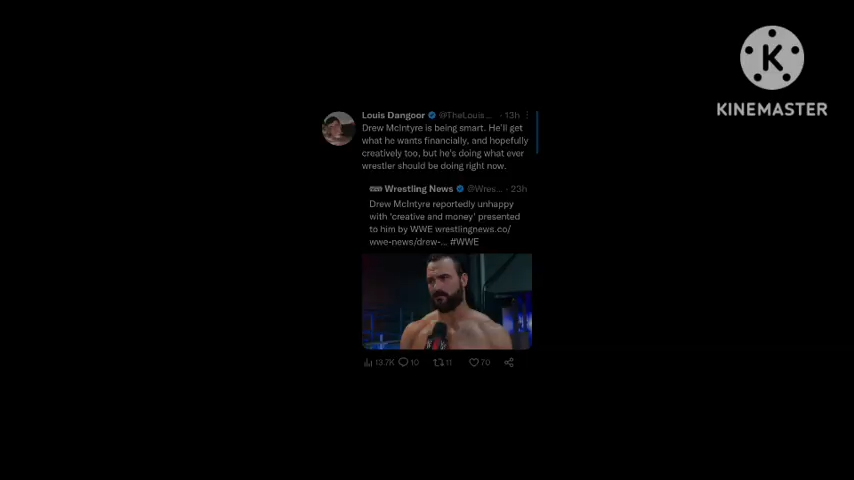 K
KINEMASTER
Louis Dangoor @TheLouis... · 13h
Drew McIntyre is being smart. He'll get
what he wants financially, and hopefully
creatively too, but he's doing what ever
wrestler should be doing right now.
Wrestling News @Wres... · 23h
Drew McIntyre reportedly unhappy
with 'creative and money' presented
to him by WWE wrestlingnews.co/
wwe-news/drew-... #WWE
13.7K 10 11 70